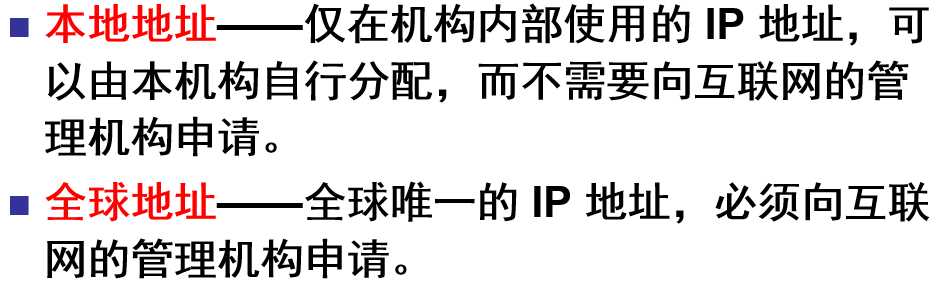 本地地址——仅在机构内部使用的 IP 地址，可
以由本机构自行分配，而不需要向互联网的管
理机构申请。
全球地址——全球唯一的 IP 地址，必须向互联
网的管理机构申请。